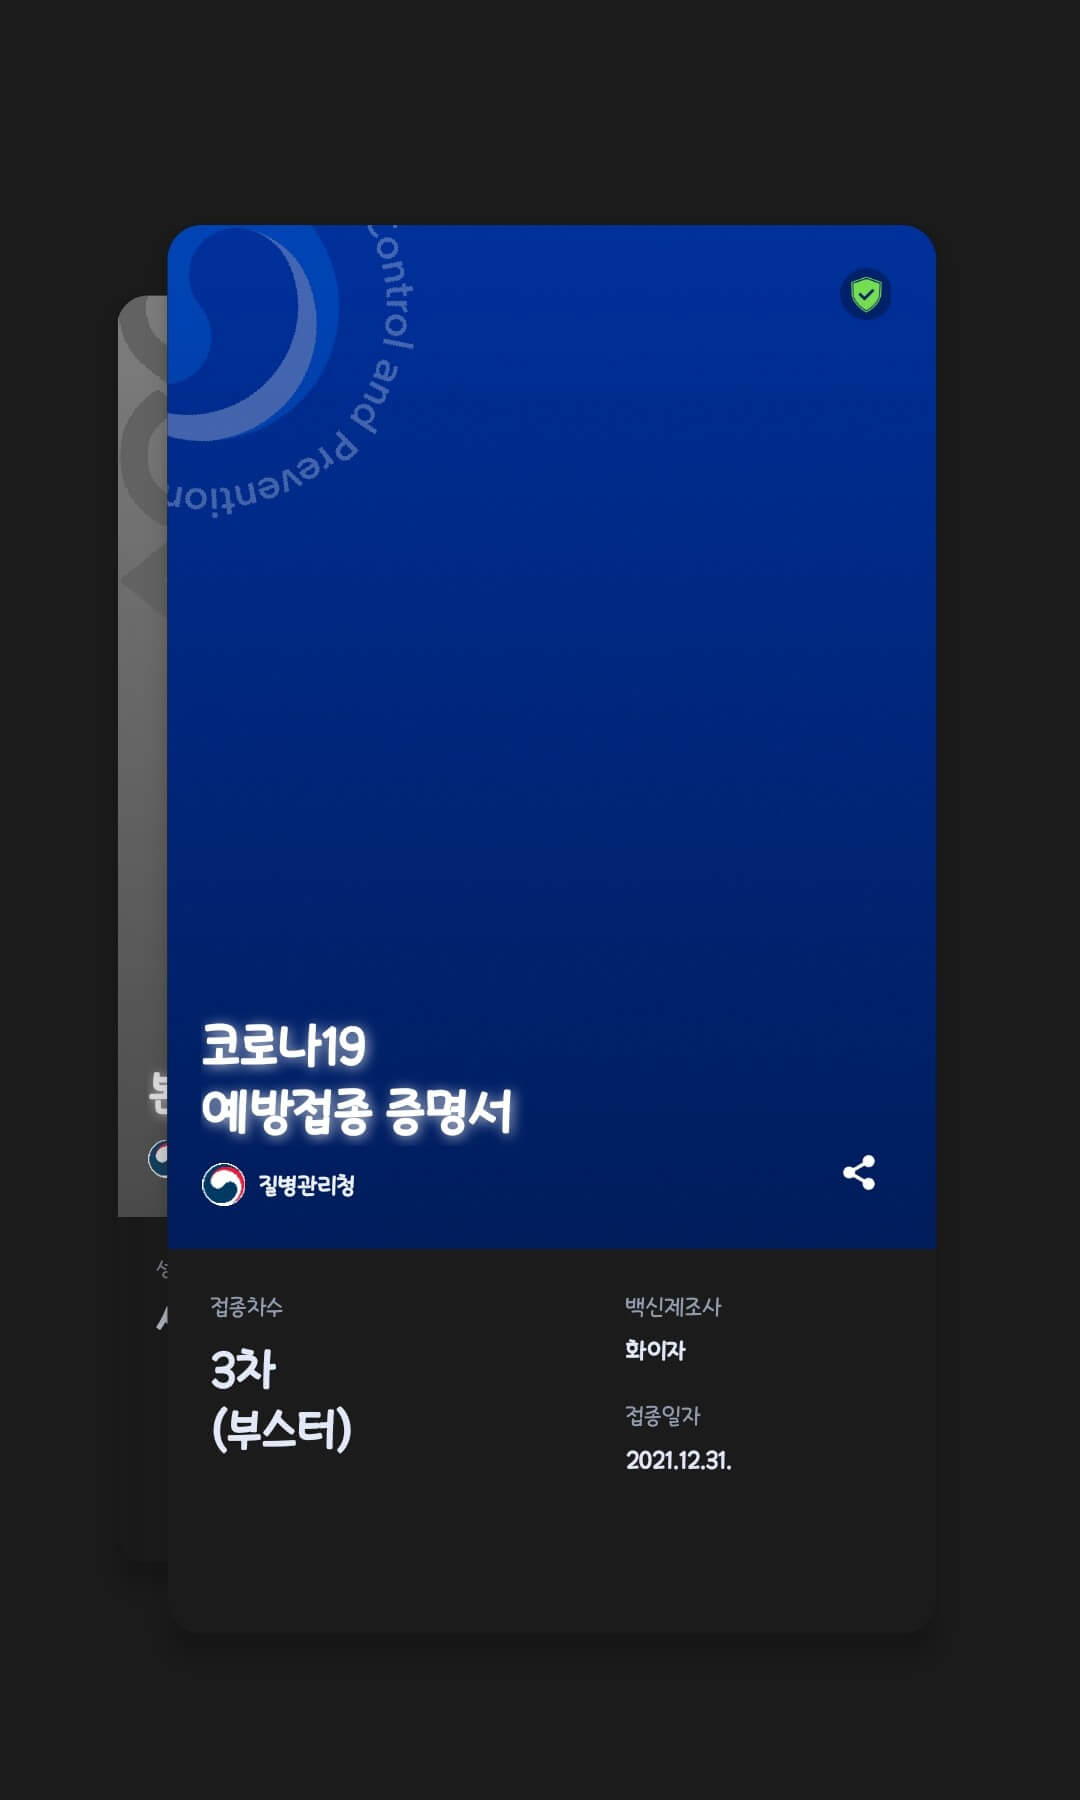 Control and Prevention
코로나19
예방접종 증명서
질병관리청
접종차수
3차
(부스터)
백신제조사
화이자
접종일자
2021.12.31.